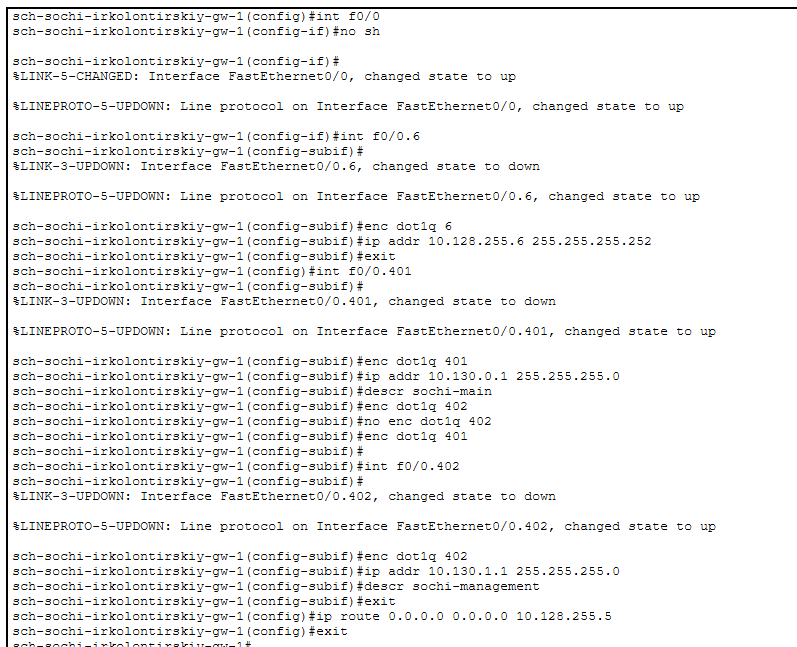 sch-sochi-irkolontirskiy-gw-1(config)#int f0/0
sch-sochi-irkolontirskiy-gw-1(config-if)#no sh
sch-sochi-irkolontirskiy-gw-1(config-if)#
%LINK-5-CHANGED: Interface FastEthernet0/0, changed state to up
%LINEPROTO-5-UPDOWN: Line protocol on Interface FastEthernet0/0, changed state to up
sch-sochi-irkolontirskiy-gw-1(config-if)#int f0/0.6
sch-sochi-irkolontirskiy-gw-1(config-subif)#
%LINK-3-UPDOWN: Interface FastEthernet0/0.6, changed state to down
%LINEPROTO-5-UPDOWN: Line protocol on Interface FastEthernet0/0.6, changed state to up
sch-sochi-irkolontirskiy-gw-1(config-subif)#enc dot1q 6
sch-sochi-irkolontirskiy-gw-1(config-subif)#ip addr 10.128.255.6 255.255.255.252
sch-sochi-irkolontirskiy-gw-1(config-subif)#exit
sch-sochi-irkolontirskiy-gw-1(config)#int f0/0.401
sch-sochi-irkolontirskiy-gw-1(config-subif)#
%LINK-3-UPDOWN: Interface FastEthernet0/0.401, changed state to down
%LINEPROTO-5-UPDOWN: Line protocol on Interface FastEthernet0/0.401, changed state to up
sch-sochi-irkolontirskiy-gw-1(config-subif)#enc dot1q 401
sch-sochi-irkolontirskiy-gw-1(config-subif)#ip addr 10.130.0.1 255.255.255.0
sch-sochi-irkolontirskiy-gw-1(config-subif)#descr sochi-main
sch-sochi-irkolontirskiy-gw-1(config-subif)#enc dot1q 402
sch-sochi-irkolontirskiy-gw-1(config-subif)#no enc dot1q 402
sch-sochi-irkolontirskiy-gw-1(config-subif)#enc dot1q 401
sch-sochi-irkolontirskiy-gw-1(config-subif)#
sch-sochi-irkolontirskiy-gw-1(config-subif)#int f0/0.402
sch-sochi-irkolontirskiy-gw-1(config-subif)#
%LINK-3-UPDOWN: Interface FastEthernet0/0.402, changed state to down
%LINEPROTO-5-UPDOWN: Line protocol on Interface FastEthernet0/0.402, changed state to up
sch-sochi-irkolontirskiy-gw-1(config-subif)#enc dot1q 402
sch-sochi-irkolontirskiy-gw-1(config-subif)#ip addr 10.130.1.1 255.255.255.0
sch-sochi-irkolontirskiy-gw-1(config-subif)#descr sochi-management
sch-sochi-irkolontirskiy-gw-1(config-subif)#exit
sch-sochi-irkolontirskiy-gw-1(config)#ip route 0.0.0.0 0.0.0.0 10.128.255.5
sch-sochi-irkolontirskiy-gw-1(config)#exit
sch-sochi-irkolontirskiy-gw-1#